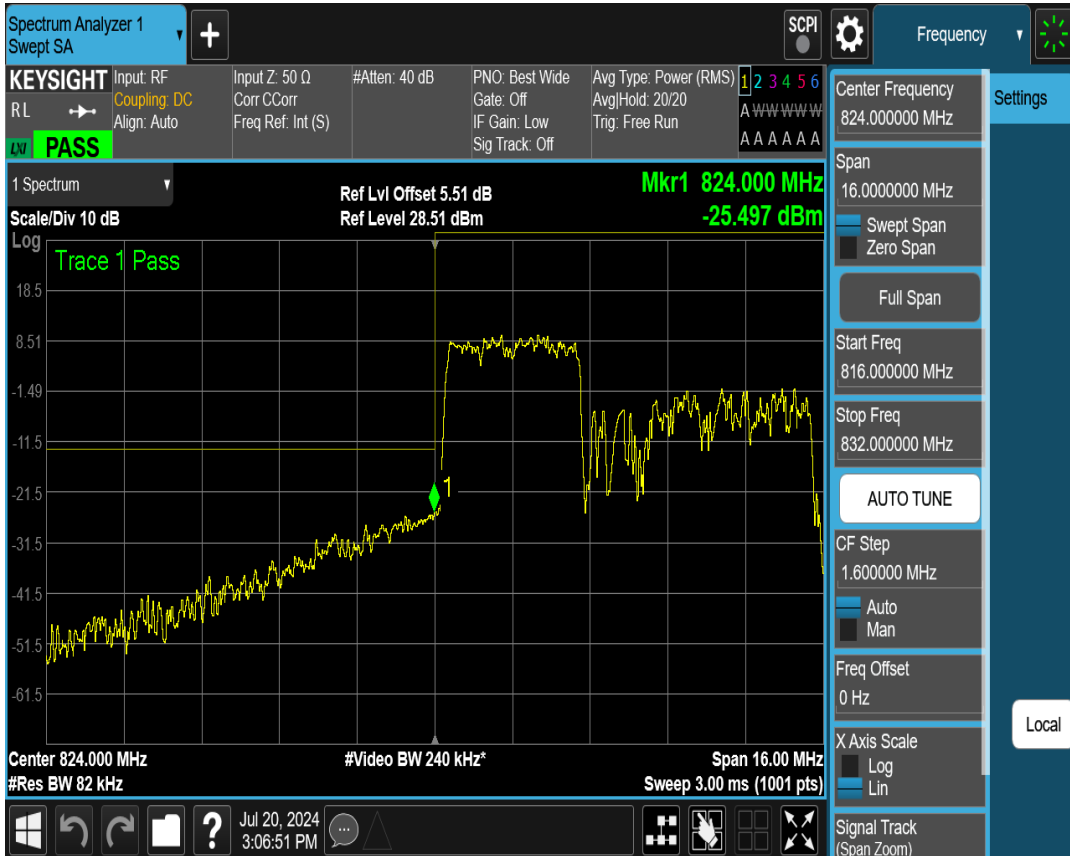 Spectrum Analyzer 1
Swept SA
+
SCPI
Frequency
KEYSIGHT
RL
LXI
PASS
Input: RF
Coupling: DC
Align: Auto
Input Z: 50 Ω
Corr CCorr
Freq Ref: Int (S)
#Atten: 40 dB
PNO: Best Wide
Gate: Off
IF Gain: Low
Sig Track: Off
Avg Type: Power (RMS)
Avg|Hold: 20/20
Trig: Free Run
1 2 3 4 5 6
A W W W W W
A A A A A A
1 Spectrum
Scale/Div 10 dB
Log
Ref Lvl Offset 5.51 dB
Ref Level 28.51 dBm
Mkr1 824.000 MHz
-25.497 dBm
Trace 1 Pass
18.5
8.51
-1.49
-11.5
-21.5
-31.5
-41.5
-51.5
-61.5
1
Center 824.000 MHz
#Res BW 82 kHz
#Video BW 240 kHz*
Span 16.00 MHz
Sweep 3.00 ms (1001 pts)
Center Frequency
824.000000 MHz
Span
16.0000000 MHz
Swept Span
Zero Span
Full Span
Start Freq
816.000000 MHz
Stop Freq
832.000000 MHz
AUTO TUNE
CF Step
1.600000 MHz
Auto
Man
Freq Offset
0 Hz
X Axis Scale
Log
Lin
Signal Track
(Span Zoom)
Settings
Local
?
Jul 20, 2024
3:06:51 PM